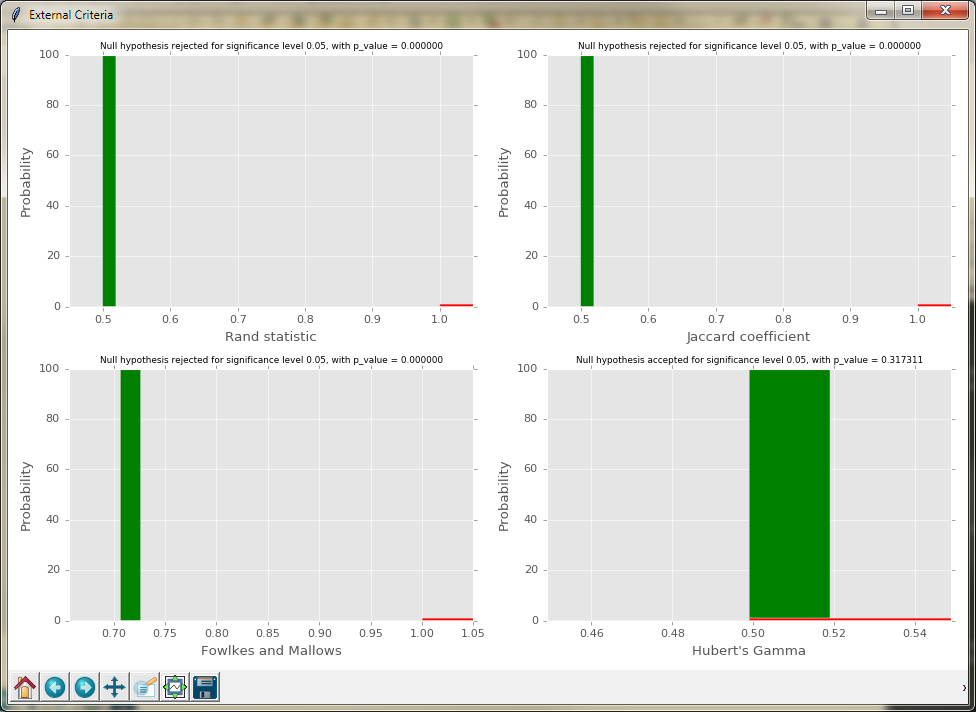 External Criteria
Null hypothesis rejected for significance level 0.05, with p_value = 0.000000
100
80
60
40
20
0
Probability
0.5 0.6 0.7 0.8 0.9 1.0
Rand statistic
Null hypothesis rejected for significance level 0.05, with p_value = 0.000000
100
80
60
40
20
0
Probability
0.5 0.6 0.7 0.8 0.9 1.0
Jaccard coefficient
Null hypothesis rejected for significance level 0.05, with p_value = 0.000000
100
80
60
40
20
0
Probability
0.70 0.75 0.80 0.85 0.90 0.95 1.00 1.05
Fowlkes and Mallows
Null hypothesis accepted for significance level 0.05, with p_value = 0.317311
100
80
60
40
20
0
Probability
0.46 0.48 0.50 0.52 0.54
Hubert's Gamma